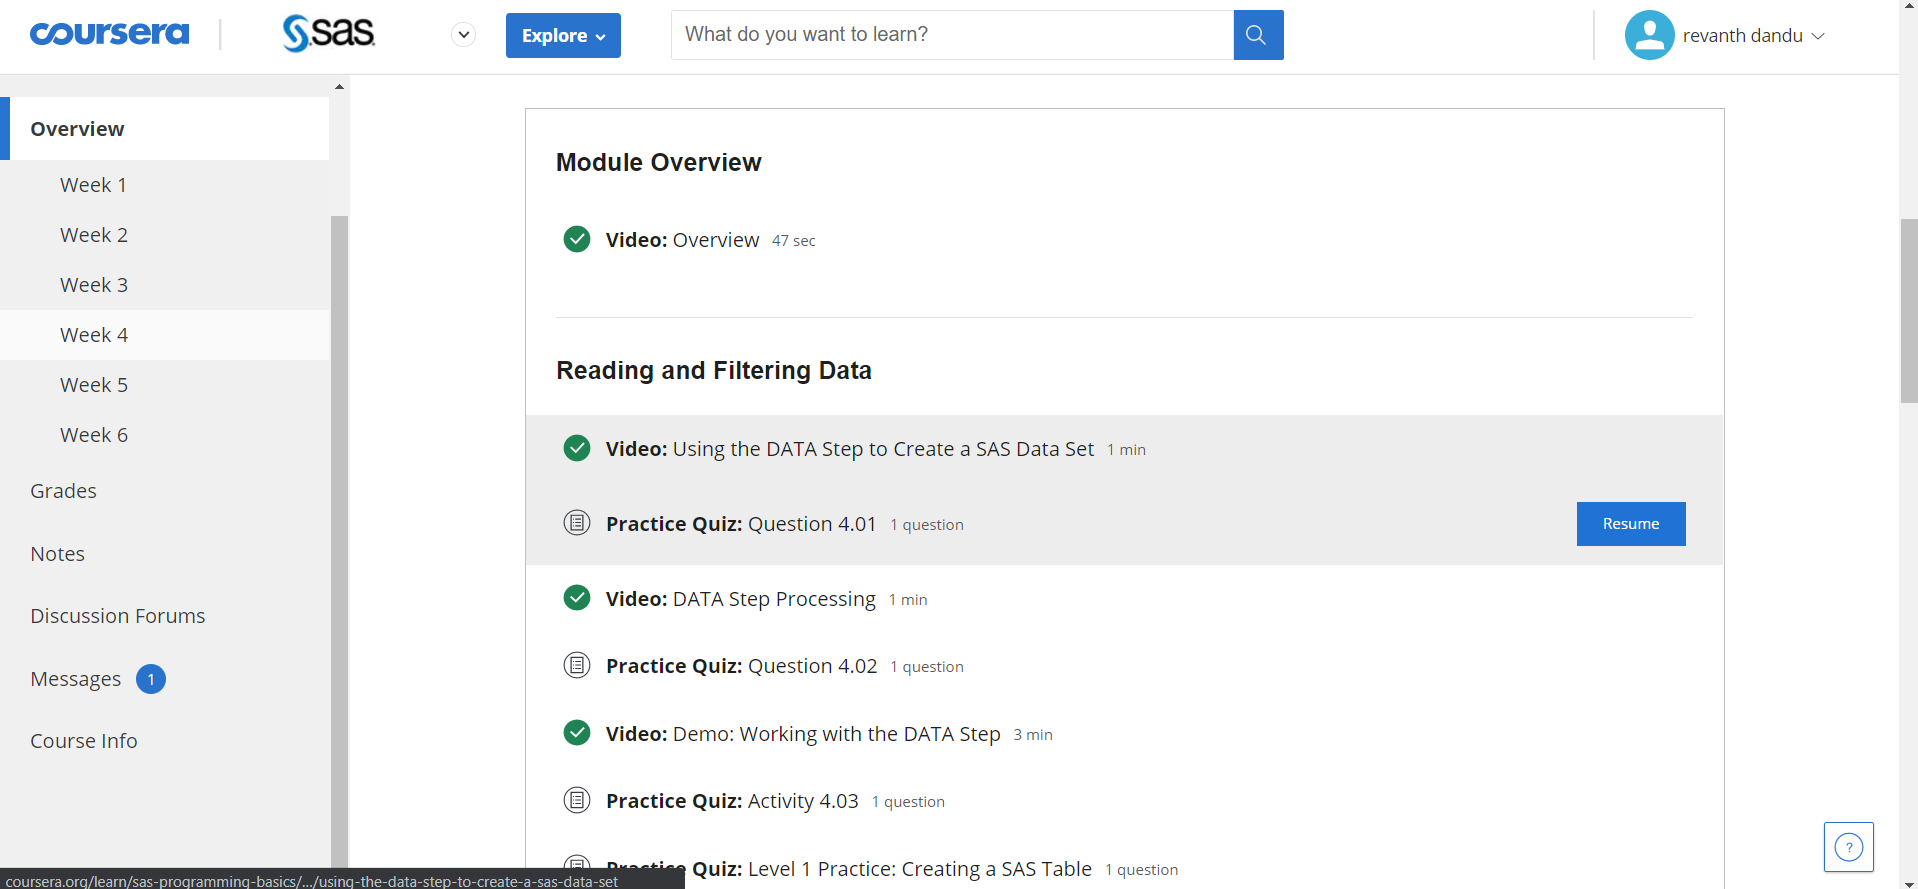 coursera
sas
Explore
What do you want to learn?
revanth dandu
Overview
Week 1
Week 2
Week 3
Week 4
Week 5
Week 6
Grades
Notes
Discussion Forums
Messages 1
Course Info
Module Overview
Video: Overview 47 sec
Reading and Filtering Data
Video: Using the DATA Step to Create a SAS Data Set 1 min
Practice Quiz: Question 4.01 1 question
Resume
Video: DATA Step Processing 1 min
Practice Quiz: Question 4.02 1 question
Video: Demo: Working with the DATA Step 3 min
Practice Quiz: Activity 4.03 1 question
Practice Quiz: Level 1 Practice: Creating a SAS Table 1 question
?
coursera.org/learn/sas-programming-basics/.../using-the-data-step-to-create-a-sas-data-set